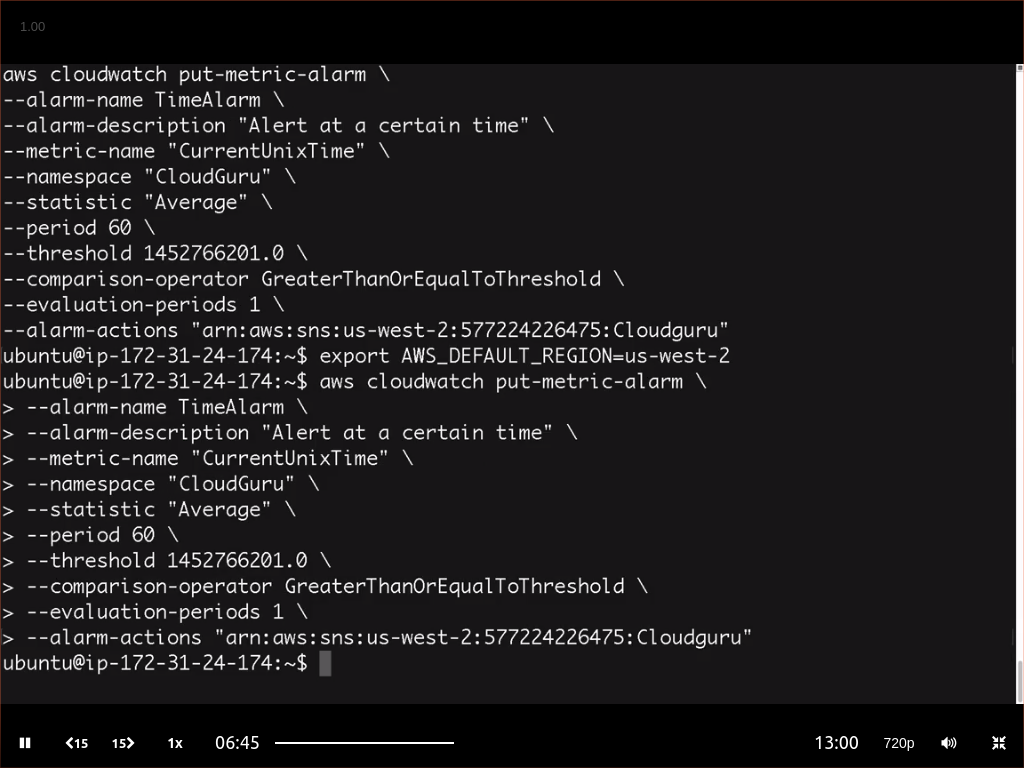 1.00
aws cloudwatch put-metric-alarm \
--alarm-name TimeAlarm \
--alarm-description "Alert at a certain time" \
--metric-name "CurrentUnixTime" \
--namespace "CloudGuru" \
--statistic "Average" \
--period 60 \
--threshold 1452766201.0 \
--comparison-operator GreaterThanOrEqualToThreshold \
--evaluation-periods 1 \
--alarm-actions "arn:aws:sns:us-west-2:577224226475:Cloudguru"
ubuntu@ip-172-31-24-174:~$ export AWS_DEFAULT_REGION=us-west-2
ubuntu@ip-172-31-24-174:~$ aws cloudwatch put-metric-alarm \
> --alarm-name TimeAlarm \
> --alarm-description "Alert at a certain time" \
> --metric-name "CurrentUnixTime" \
> --namespace "CloudGuru" \
> --statistic "Average" \
> --period 60 \
> --threshold 1452766201.0 \
> --comparison-operator GreaterThanOrEqualToThreshold \
> --evaluation-periods 1 \
> --alarm-actions "arn:aws:sns:us-west-2:577224226475:Cloudguru"
ubuntu@ip-172-31-24-174:~$
15 15 1x 06:45 13:00 720p